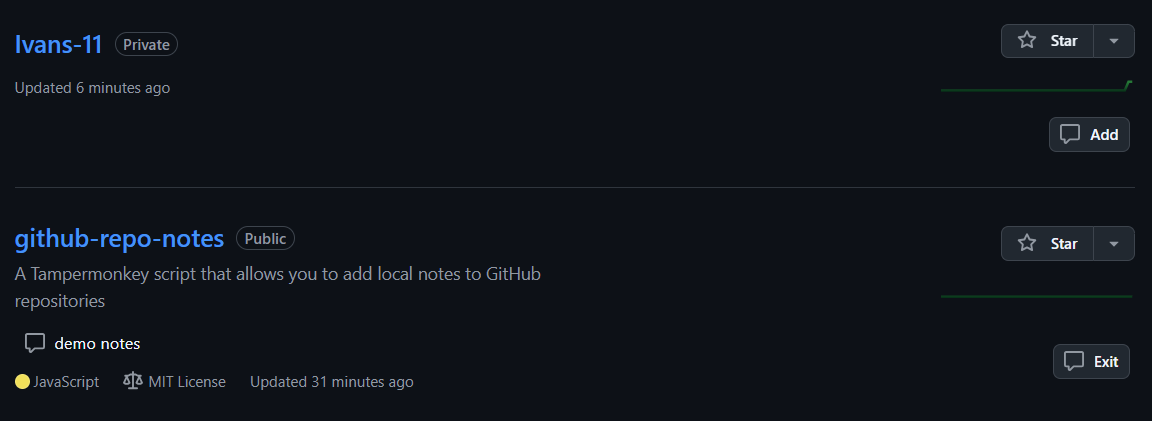 Ivans-11 Private Star
Updated 6 minutes ago
Add
github-repo-notes Public Star
A Tampermonkey script that allows you to add local notes to GitHub
repositories
demo notes
JavaScript MIT License Updated 31 minutes ago Exit